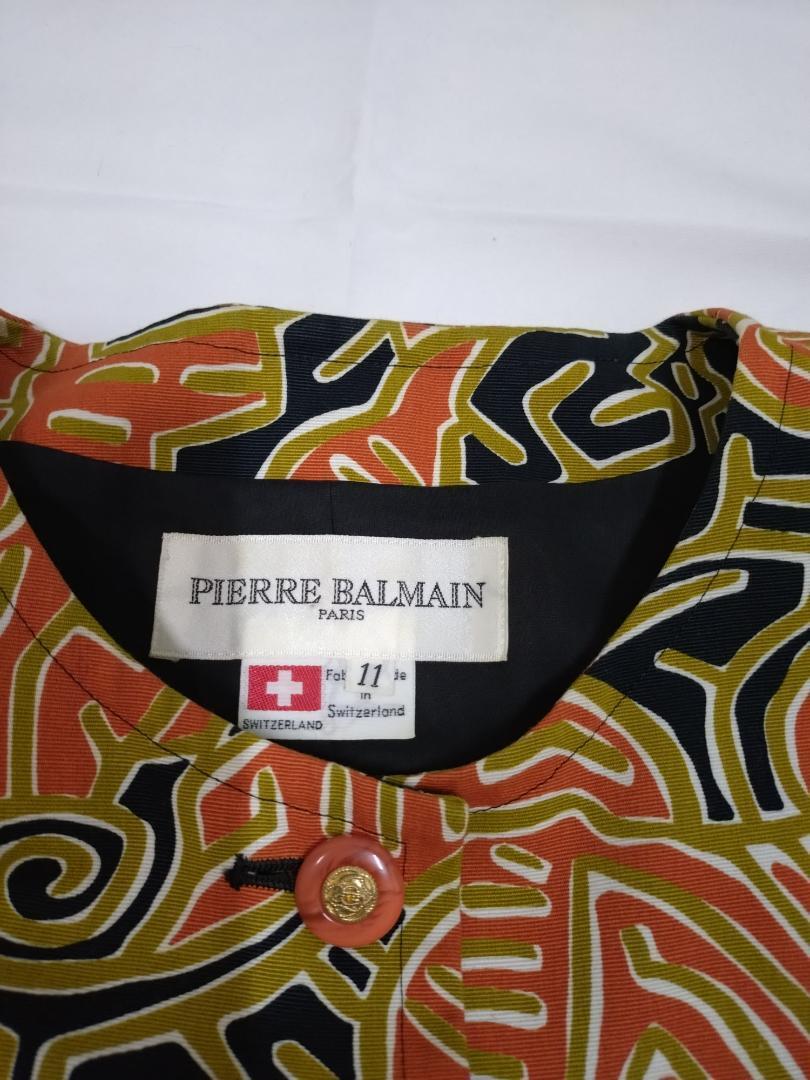 PIERRE BALMAIN
PARIS
11
in
Switzerland
SWITZERLAND